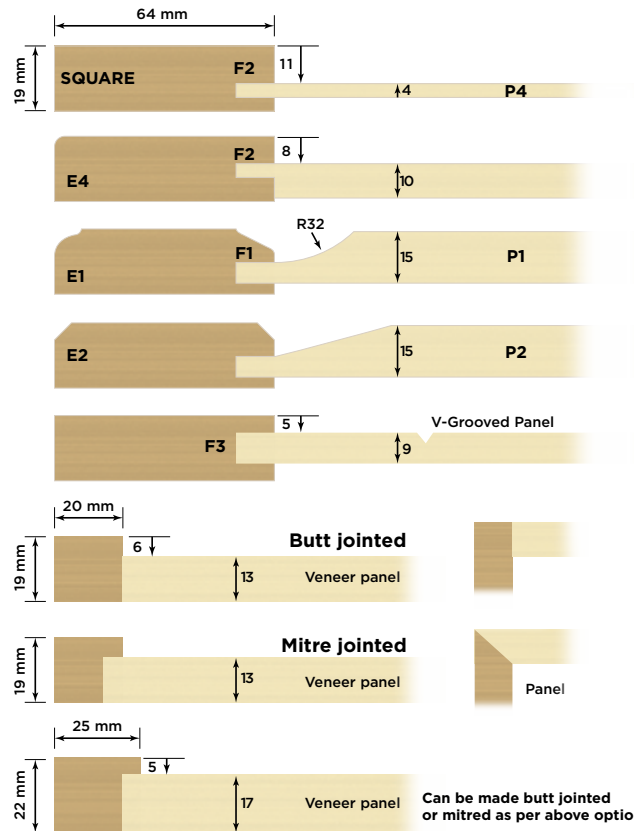 64 mm
19 mm
SQUARE
F2
11
4
P4
F2
8
E4
10
R32
F1
E1
15
P1
E2
15
P2
5
V-Grooved Panel
F3
9
20 mm
19 mm
6
Butt jointed
13
Veneer panel
19 mm
Mitre jointed
13
Veneer panel
Panel
25 mm
22 mm
5
17
Veneer panel
Can be made butt jointed
or mitred as per above optio